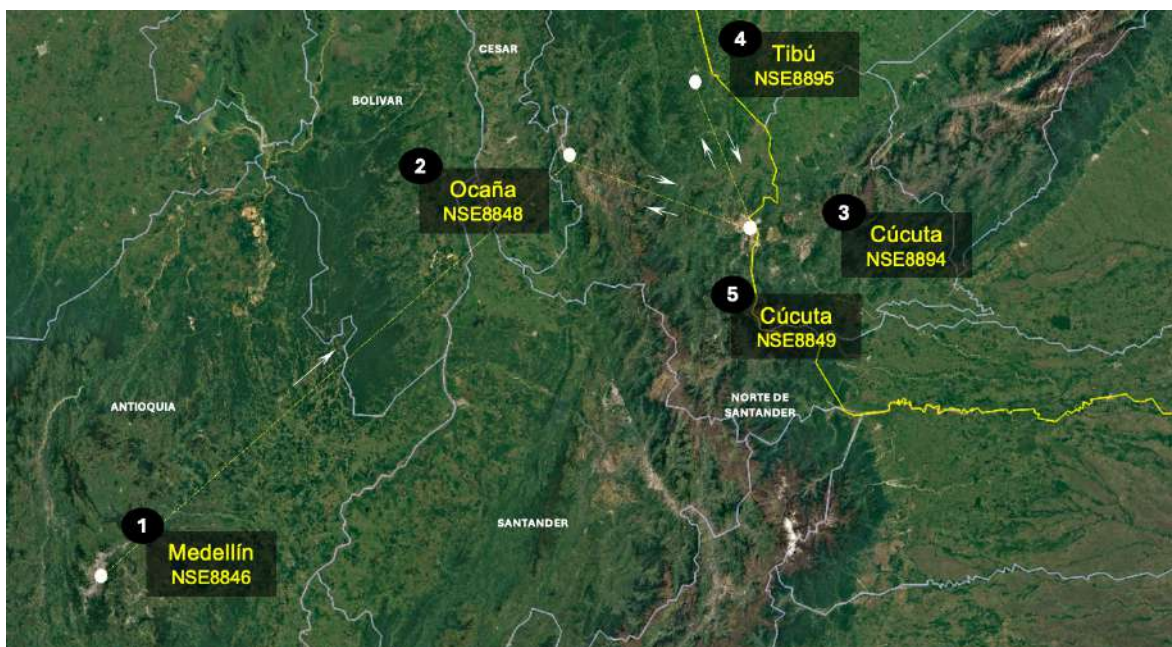 4
Tibú
NSE8895
CESAR
BOLIVAR
2
Ocaña
NSE8848
3
Cúcuta
NSE8894
5
Cúcuta
NSE8849
ANTIOQUIA
NORTE DE
SANTANDER
SANTANDER
1
Medellín
NSE8846